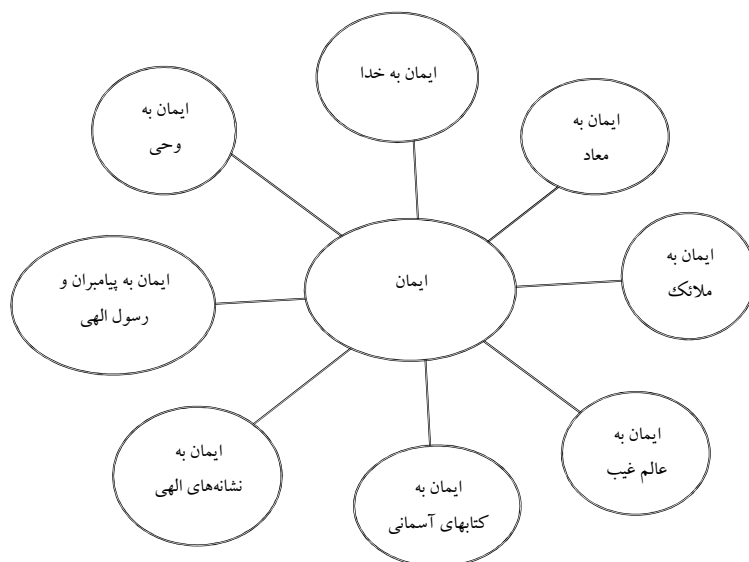 ایمان به خدا
ایمان به
معاد
ایمان به
وحی
ایمان به
ملائک
ایمان
ایمان به پیامبران و
رسول الهی
ایمان به
عالم غیب
ایمان به
نشانه‌های الهی
ایمان به
کتابهای آسمانی